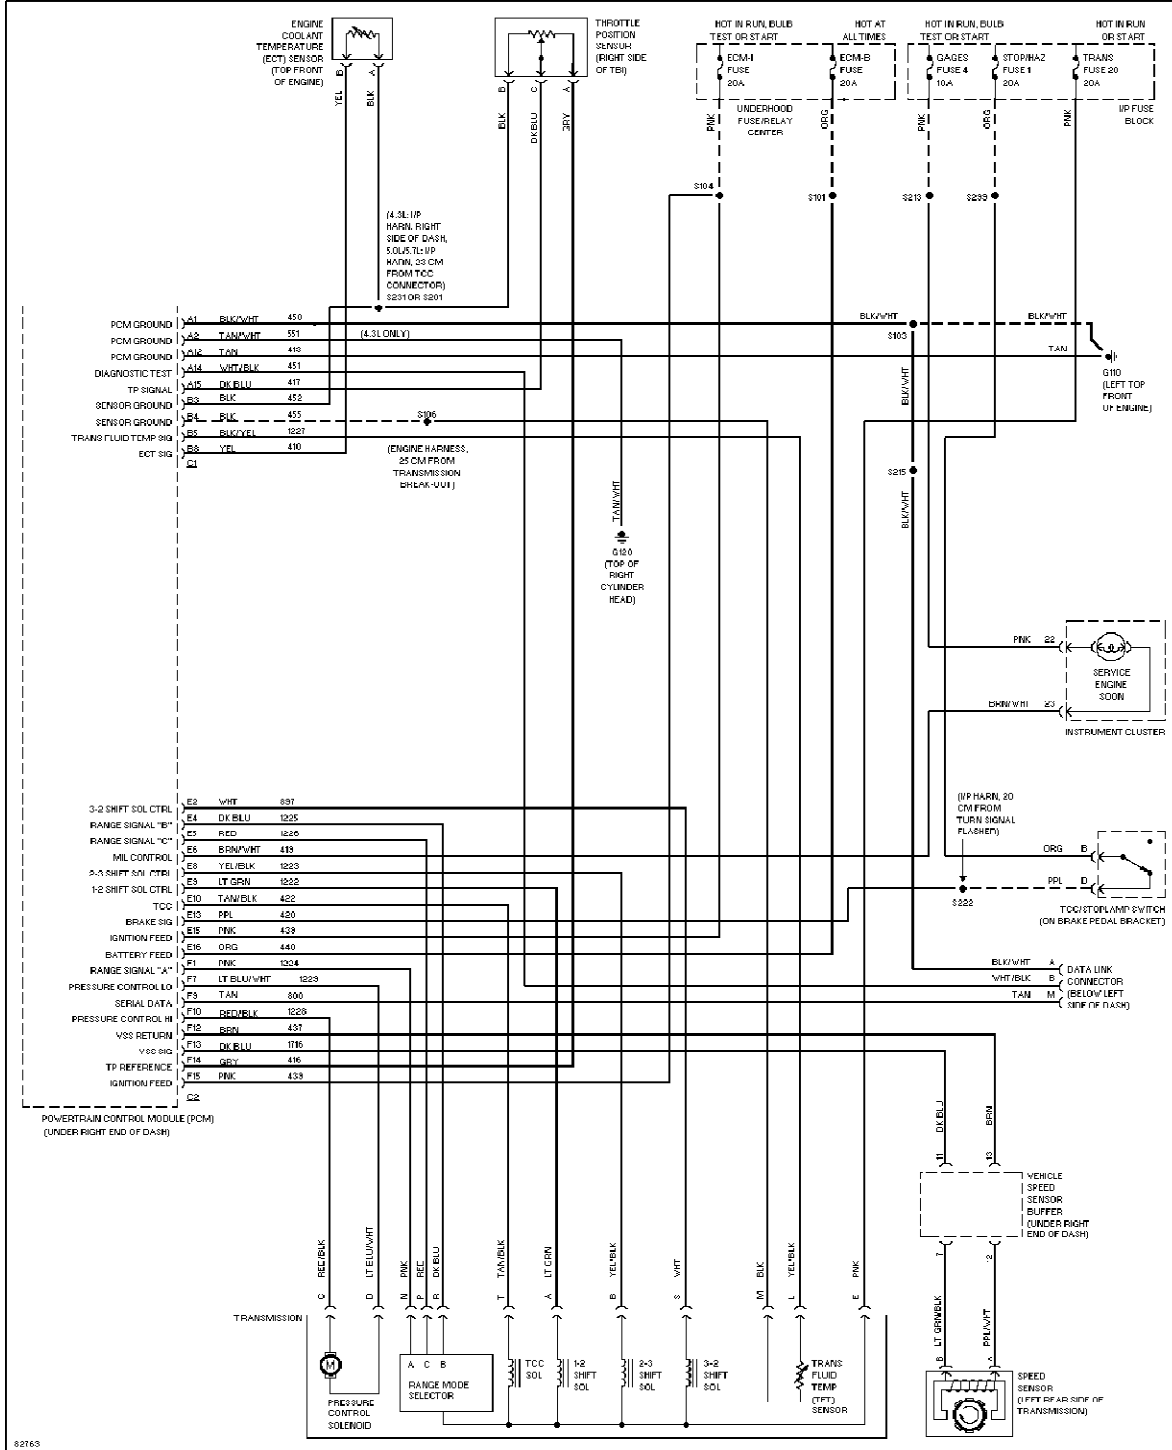 ENGINE
COOLANT
TEMPERATURE
(ECT) SENSOR
(TOP FRONT
OF ENGINE)
B
A
YEL
BLK
THROTTLE
POSITION
SENSOR
(RIGHT SIDE
OF TBI)
B
C
A
BLK
DK BLU
GRY
HOT IN RUN, BULB
TEST OR START
HOT AT
ALL TIMES
HOT IN RUN, BULB
TEST OR START
HOT IN RUN
OR START
ECM-I
FUSE
20A
ECM-B
FUSE
20A
GAGES
FUSE 4
10A
STOP/HAZ
FUSE 1
20A
TRANS
FUSE 20
20A
UNDERHOOD
FUSE/RELAY
CENTER
I/P FUSE
BLOCK
PNK
ORG
PNK
ORG
PNK
S104
S101
S213
S239
(4.3L: I/P
HARN, RIGHT
SIDE OF DASH,
5.0L/5.7L: I/P
HARN, 23 CM
FROM TCC
CONNECTOR)
S231 OR S201
PCM GROUND A1 BLK/WHT 450
PCM GROUND A2 TAN/WHT 551 (4.3L ONLY)
PCM GROUND A12 TAN 413
DIAGNOSTIC TEST A14 WHT/BLK 451
TP SIGNAL A15 DK BLU 417
SENSOR GROUND B3 BLK 452
SENSOR GROUND B4 BLK 455
TRANS FLUID TEMP SIG B5 BLK/YEL 1227
ECT SIG B8 YEL 410
C1
S106
(ENGINE HARNESS,
25 CM FROM
TRANSMISSION
BREAK-OUT)
TAN/WHT
G120
(TOP OF
RIGHT
CYLINDER
HEAD)
BLK/WHT
S103
BLK/WHT
TAN
G110
(LEFT TOP
FRONT
OF ENGINE)
BLK/WHT
S215
BLK/WHT
PNK 22
BRN/WHT 23
SERVICE
ENGINE
SOON
INSTRUMENT CLUSTER
3-2 SHIFT SOL CTRL E2 WHT 897
RANGE SIGNAL "B" E4 DK BLU 1225
RANGE SIGNAL "C" E5 RED 1226
MIL CONTROL E6 BRN/WHT 419
2-3 SHIFT SOL CTRL E8 YEL/BLK 1223
1-2 SHIFT SOL CTRL E9 LT GRN 1222
TCC E10 TAN/BLK 422
BRAKE SIG E13 PPL 420
IGNITION FEED E15 PNK 439
BATTERY FEED E16 ORG 440
RANGE SIGNAL "A" F1 PNK 1224
PRESSURE CONTROL LO F7 LT BLU/WHT 1229
SERIAL DATA F9 TAN 800
PRESSURE CONTROL HI F10 RED/BLK 1228
VSS RETURN F12 BRN 437
VSS SIG F13 DK BLU 1716
TP REFERENCE F14 GRY 416
IGNITION FEED F15 PNK 439
C2
POWERTRAIN CONTROL MODULE (PCM)
(UNDER RIGHT END OF DASH)
(I/P HARN, 20
CM FROM
TURN SIGNAL
FLASHER)
S222
ORG B
PPL D
TCC/STOPLAMP SWITCH
(ON BRAKE PEDAL BRACKET)
BLK/WHT A
WHT/BLK B
TAN M
DATA LINK
CONNECTOR
(BELOW LEFT
SIDE OF DASH)
DK BLU
BRN
11
13
VEHICLE
SPEED
SENSOR
BUFFER
(UNDER RIGHT
END OF DASH)
7
12
LT GRN/BLK
PPL/WHT
B
A
SPEED
SENSOR
(LEFT REAR SIDE OF
TRANSMISSION)
RED/BLK
LT BLU/WHT
PNK
RED
DK BLU
TAN/BLK
LT GRN
YEL/BLK
WHT
BLK
YEL/BLK
PNK
C
D
N
P
R
T
A
B
S
M
L
E
TRANSMISSION
M
PRESSURE
CONTROL
SOLENOID
A C B
RANGE MODE
SELECTOR
TCC
SOL
1-2
SHIFT
SOL
2-3
SHIFT
SOL
3-2
SHIFT
SOL
TRANS
FLUID
TEMP
(TFT)
SENSOR
82763